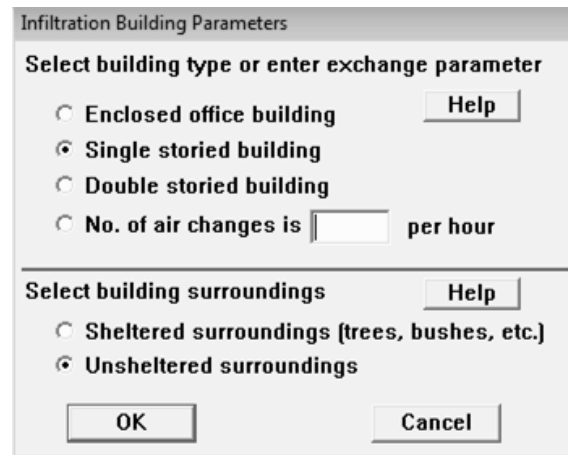 Infiltration Building Parameters
Select building type or enter exchange parameter
Enclosed office building
Help
Single storied building
Double storied building
No. of air changes is per hour
Select building surroundings
Help
Sheltered surroundings (trees, bushes, etc.)
Unsheltered surroundings
OK
Cancel